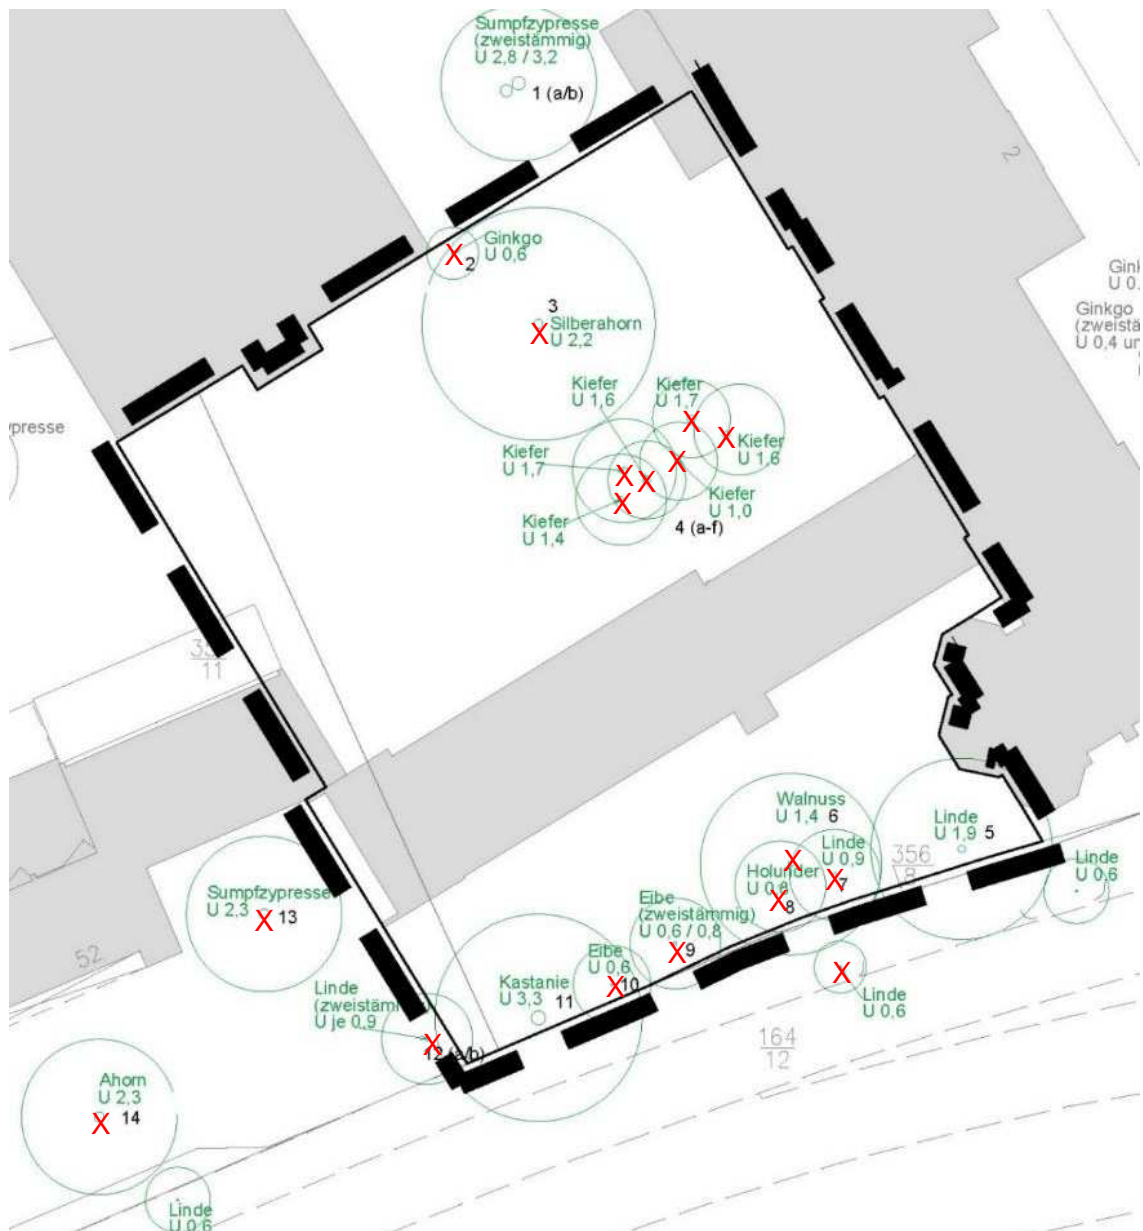 Sumpfzypresse
(zweistämmig)
U 2,8 / 3,2
1 (a/b)
2
Ginkgo
U 0,6
X
2
3
X
Silberahorn
U 2,2
Ginkgo
(zweistä
U 0,4 un
Kiefer
U 1,6
Kiefer
U 1,7
X
X
Kiefer
U 1,6
ypresse
Kiefer
U 1,7
X
X
X
Kiefer
U 1,0
Kiefer
U 1,4
X
4 (a-f)
11
Walnuss
U 1,4
6
X
Linde
U 0,9
X
7
Linde
U 1,9
5
356
Linde
U 0,6
Holunder
X
8
Sumpfzypresse
U 2,3
X
13
Eibe
(zweistämmig)
U 0,6 / 0,8
X
9
52
Eibe
U 0,6
X
10
Kastanie
U 3,3
11
X
Linde
U 0,6
Linde
(zweistämm
U je 0,9
X
12 (a/b)
164
12
Ahorn
U 2,3
X
14
Linde
U 0,6